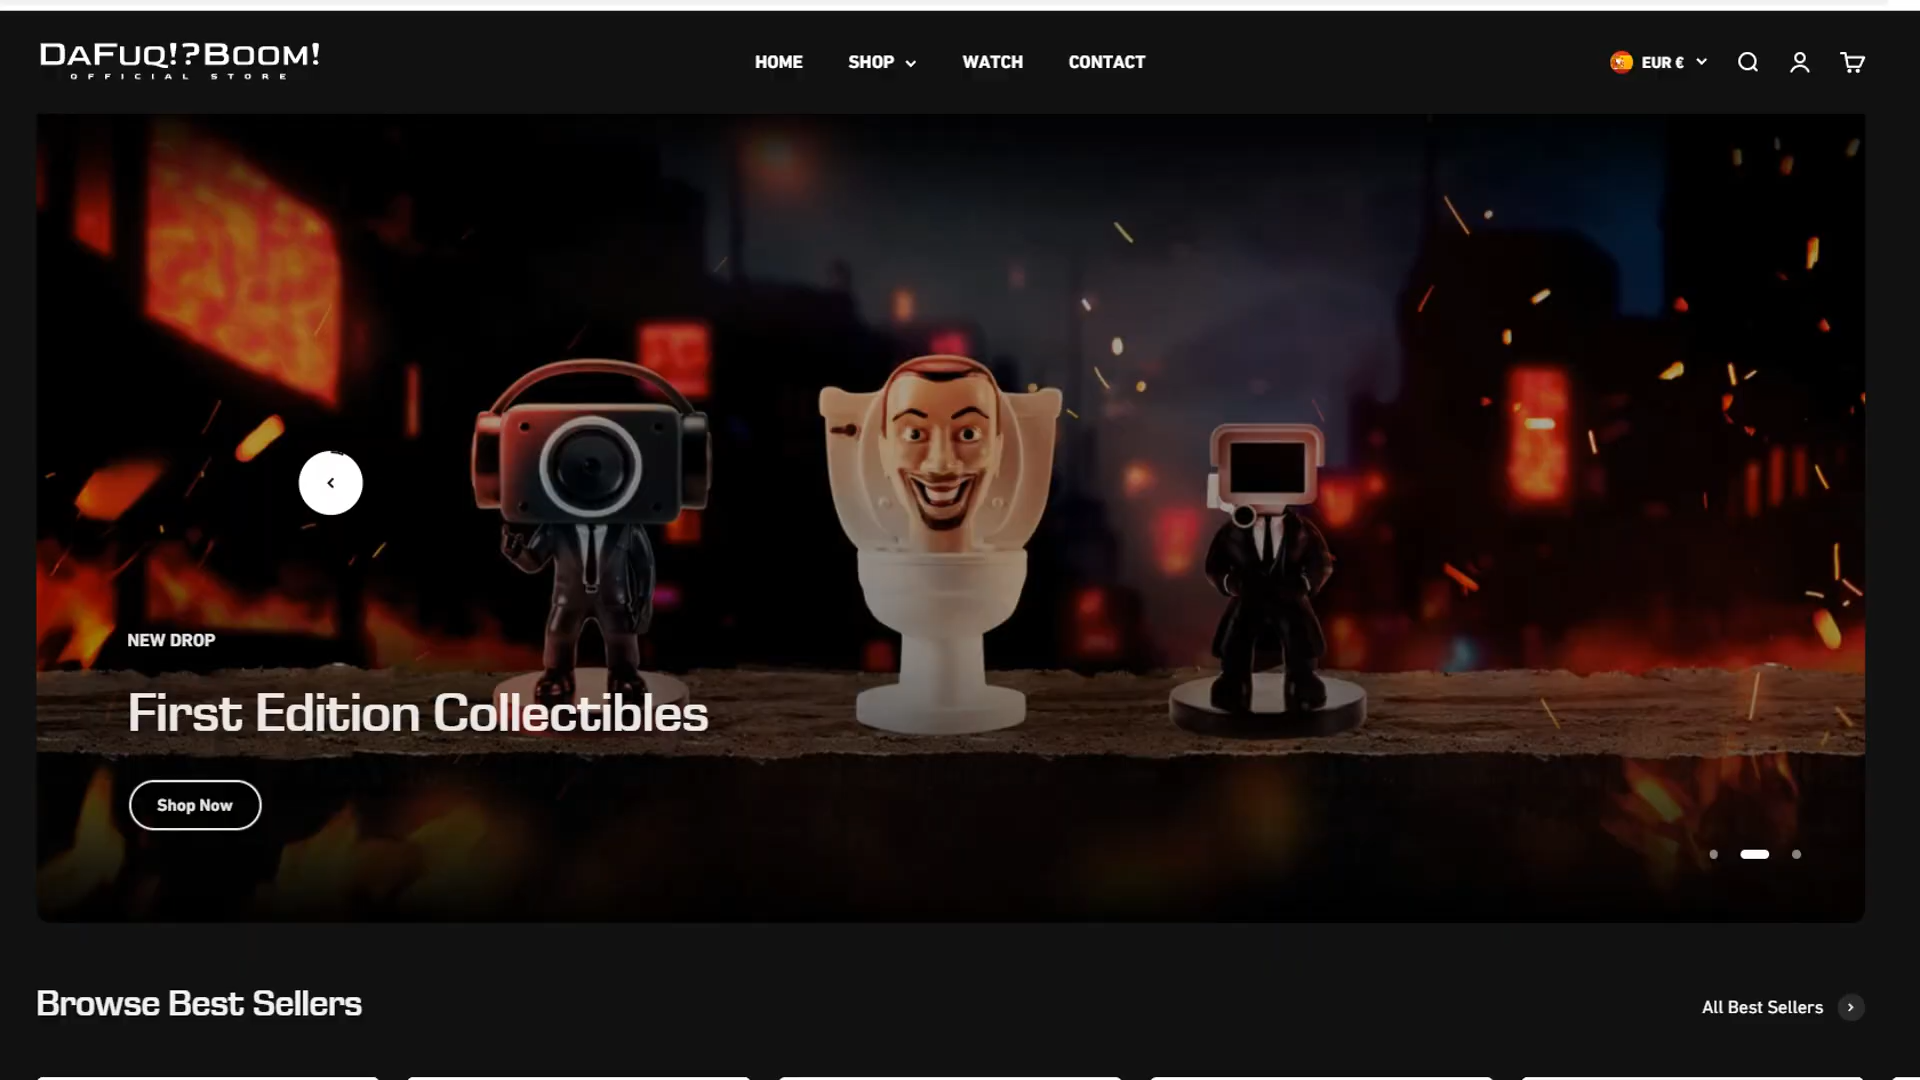 DAFUQ!?BOOM!
OFFICIAL STORE
HOME SHOP WATCH CONTACT
EUR €
NEW DROP
First Edition Collectibles
Shop Now
Browse Best Sellers
All Best Sellers